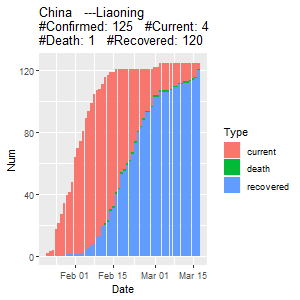 China   ---Liaoning
#Confirmed: 125   #Current: 4
#Death: 1   #Recovered: 120
120
80
40
0
Num
Feb 01
Feb 15
Mar 01
Mar 15
Date
Type
current
death
recovered